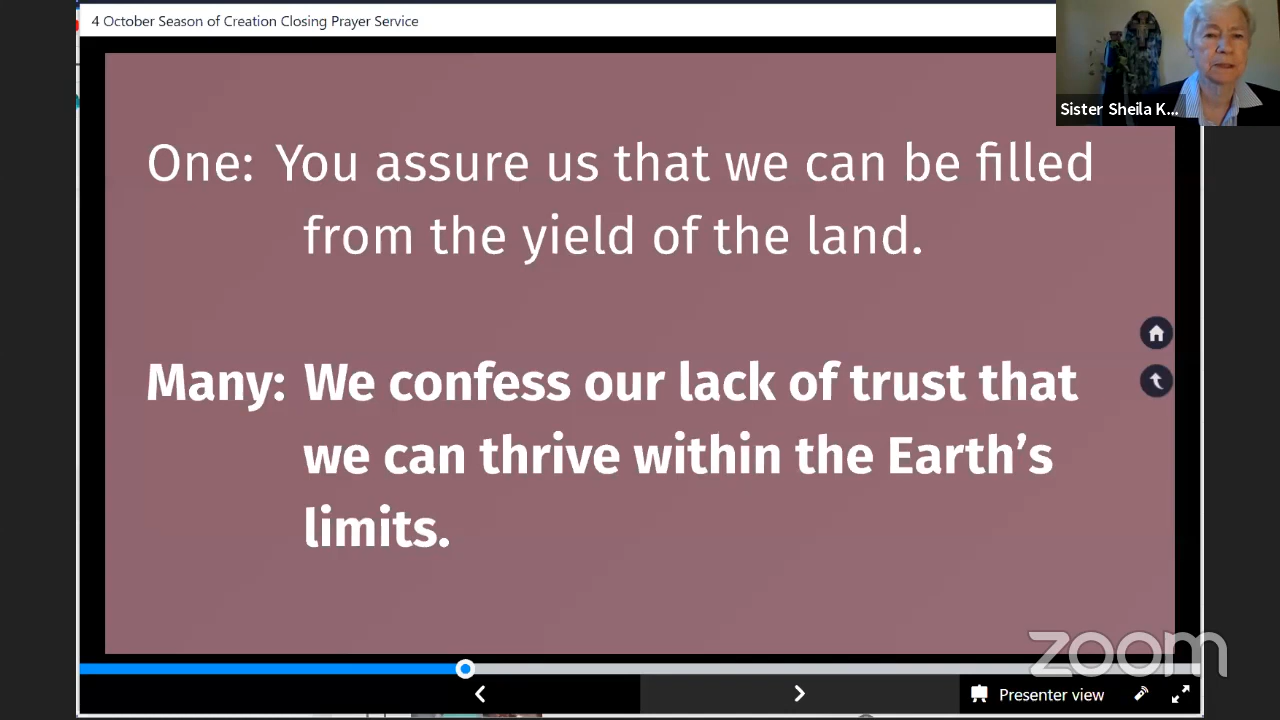 4 October Season of Creation Closing Prayer Service
Sister Sheila K...
One: You assure us that we can be filled
from the yield of the land.
Many: We confess our lack of trust that
we can thrive within the Earth’s
limits.
zoom
Presenter view